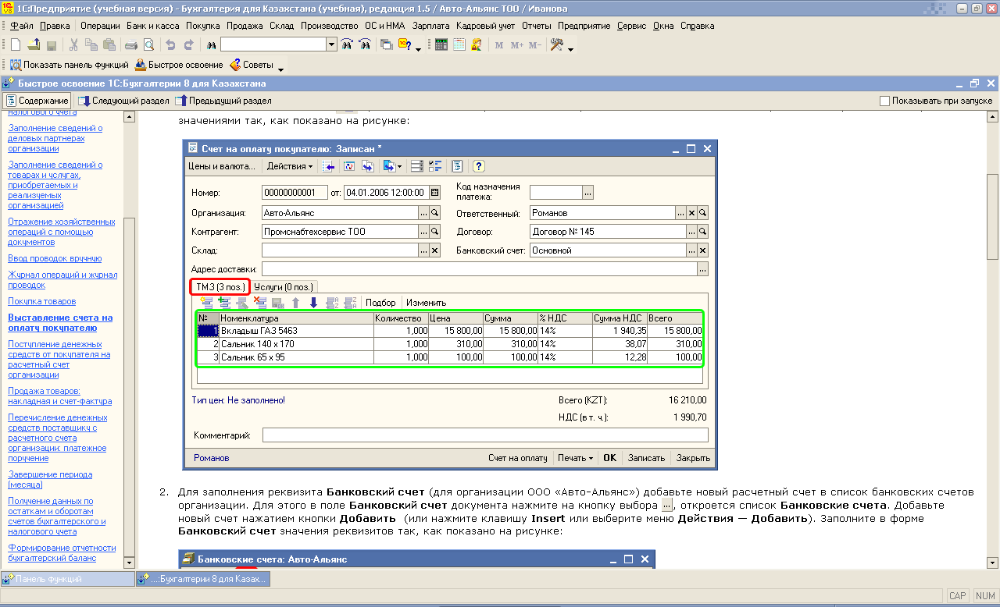 1С:Предприятие (учебная версия) - Бухгалтерия для Казахстана (учебная), редакция 1.5 / Авто-Альянс ТОО / Иванова
Файл Правка Операции Банк и касса Покупка Продажа Склад Производство ОС и НМА Зарплата Кадровый учет Отчеты Предприятие Сервис Окна Справка
M M+ M-
Показать панель функций Быстрое освоение Советы
Быстрое освоение 1С:Бухгалтерии 8 для Казахстана
Содержание Следующий раздел Предыдущий раздел Показывать при запуске
налогового учета
Заполнение сведений о
деловых партнерах
организации
Заполнение сведений о
товарах и услугах,
приобретаемых и
реализуемых
организацией
Отражение хозяйственных
операций с помощью
документов
Ввод проводок вручную
Журнал операций и журнал
проводок
Покупка товаров
Выставление счета на
оплату покупателю
Поступление денежных
средств от покупателя на
расчетный счет
организации
Продажа товаров:
накладная и счет-фактура
Перечисление денежных
средств поставщику с
расчетного счета
организации: платежное
поручение
Завершение периода
(месяца)
Получение данных по
остаткам и оборотам
счетов бухгалтерского и
налогового учета
Формирование отчетности
бухгалтерский баланс
значениями так, как показано на рисунке:
Счет на оплату покупателю: Записан *
Цены и валюта... Действия
Номер: 00000000001 от: 04.01.2006 12:00:00 Код назначения платежа:
Организация: Авто-Альянс Ответственный: Романов
Контрагент: Промснабтехсервис ТОО Договор: Договор № 145
Склад: Банковский счет: Основной
Адрес доставки:
ТМЗ (3 поз.) Услуги (0 поз.)
Подбор Изменить
№ Номенклатура Количество Цена Сумма % НДС Сумма НДС Всего
1 Вкладыш ГАЗ 5463 1,000 15 800,00 15 800,00 14% 1 940,35 15 800,00
2 Сальник 140 x 170 1,000 310,00 310,00 14% 38,07 310,00
3 Сальник 65 x 95 1,000 100,00 100,00 14% 12,28 100,00
Тип цен: Не заполнено! Всего (KZT): 16 210,00
НДС (в т. ч.): 1 990,70
Комментарий:
Романов Счет на оплату Печать OK Записать Закрыть
2. Для заполнения реквизита Банковский счет (для организации ООО «Авто-Альянс») добавьте новый расчетный счет в список банковских счетов
организации. Для этого в поле Банковский счет документа нажмите на кнопку выбора ..., откроется список Банковские счета. Добавьте
новый счет нажатием кнопки Добавить (или нажмите клавишу Insert или выберите меню Действия — Добавить). Заполните в форме
Банковский счет значения реквизитов так, как показано на рисунке:
Банковские счета: Авто-Альянс
Панель функций ...:Бухгалтерии 8 для Казах...
CAP NUM